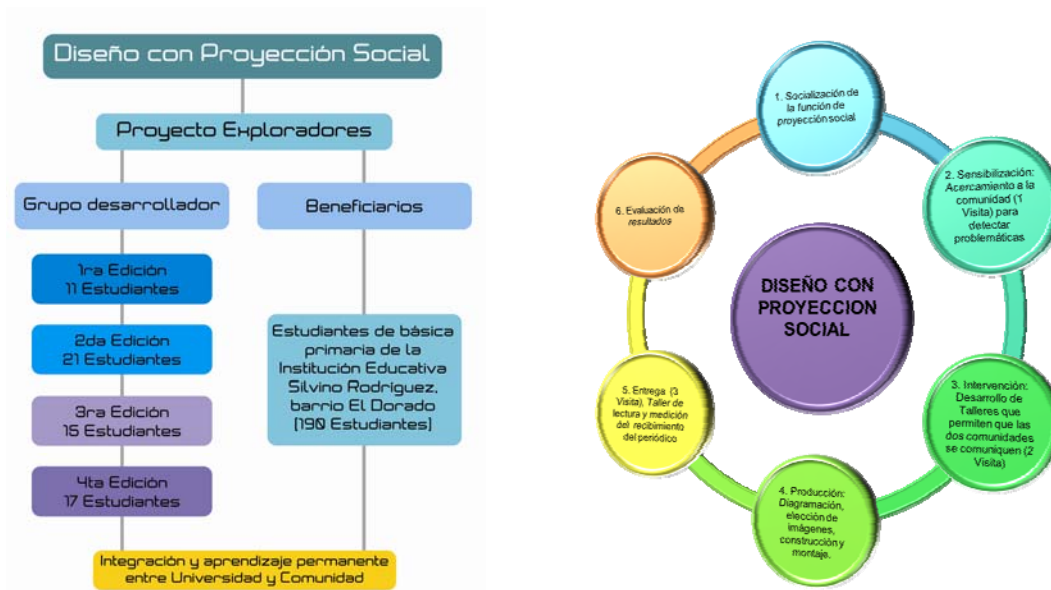 Diseño con Proyección Social
Proyecto Exploradores
Grupo desarrollador
1ra Edición
11 Estudiantes
2da Edición
21 Estudiantes
3ra Edición
15 Estudiantes
4ta Edición
17 Estudiantes
Beneficiarios
Estudiantes de básica
primaria de la
Institución Educativa
Silvino Rodríguez,
barrio El Dorado
(190 Estudiantes)
Integración y aprendizaje permanente
entre Universidad y Comunidad
DISEÑO CON
PROYECCION
SOCIAL
1. Socialización de
la función de
proyección social
2. Sensibilización:
Acercamiento a la
comunidad (1
Visita) para
detectar
problemáticas
3. Intervención:
Desarrollo de
Talleres que
permiten que las
dos comunidades
se comuniquen (2
Visita)
4. Producción:
Diagramación,
elección de
imágenes,
construcción y
montaje.
5. Entrega: (3
Visita), Taller de
lectura y medición
del recibimiento
del periódico
6. Evaluación de
resultados